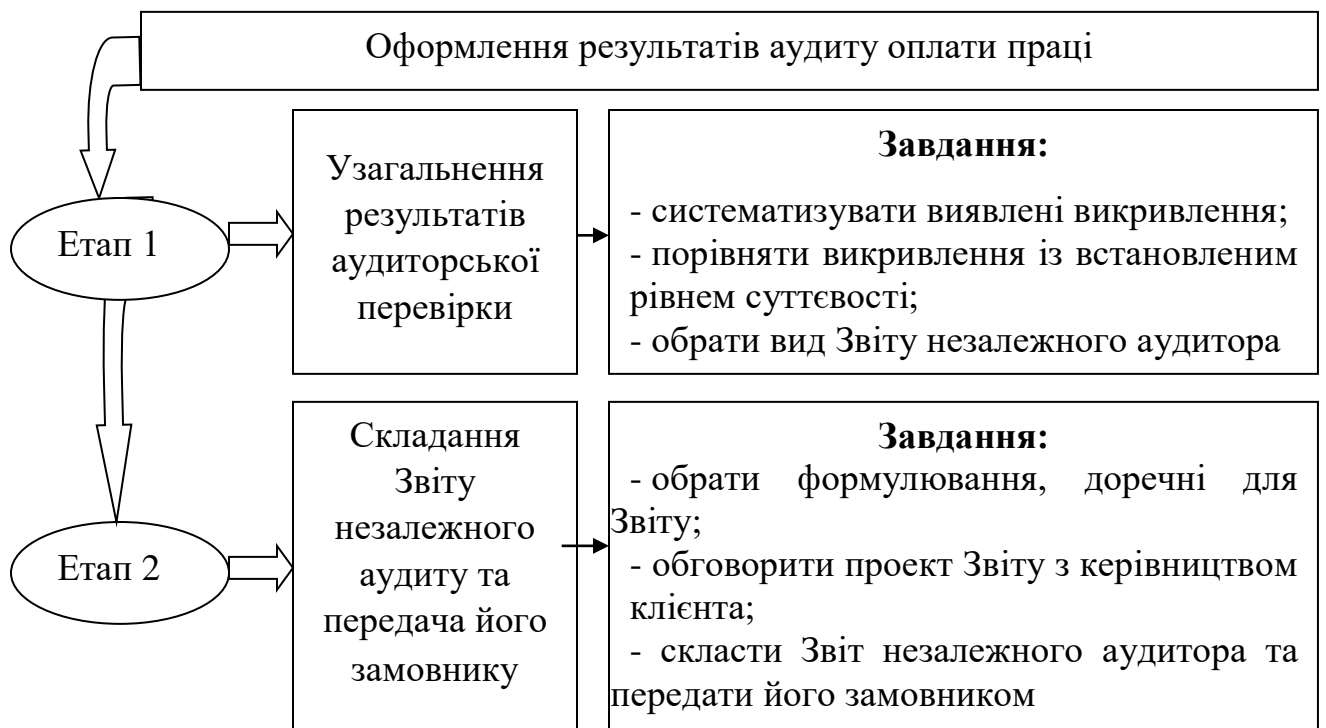 Оформлення результатів аудиту оплати праці
Етап 1
Узагальнення
результатів
аудиторської
перевірки
Завдання:
- систематизувати виявлені викривлення;
- порівняти викривлення із встановленим
рівнем суттєвості;
- обрати вид Звіту незалежного аудитора
Етап 2
Складання
Звіту
незалежного
аудиту та
передача його
замовнику
Завдання:
- обрати формулювання, доречні для
Звіту;
- обговорити проект Звіту з керівництвом
клієнта;
- скласти Звіт незалежного аудитора та
передати його замовником